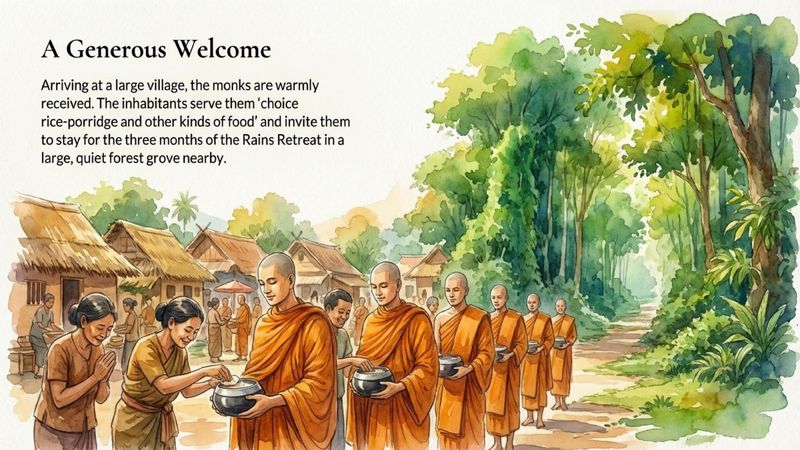 A Generous Welcome
Arriving at a large village, the monks are warmly
received. The inhabitants serve them ‘choice
rice-porridge and other kinds of food’ and invite them
to stay for the three months of the Rains Retreat in a
large, quiet forest grove nearby.